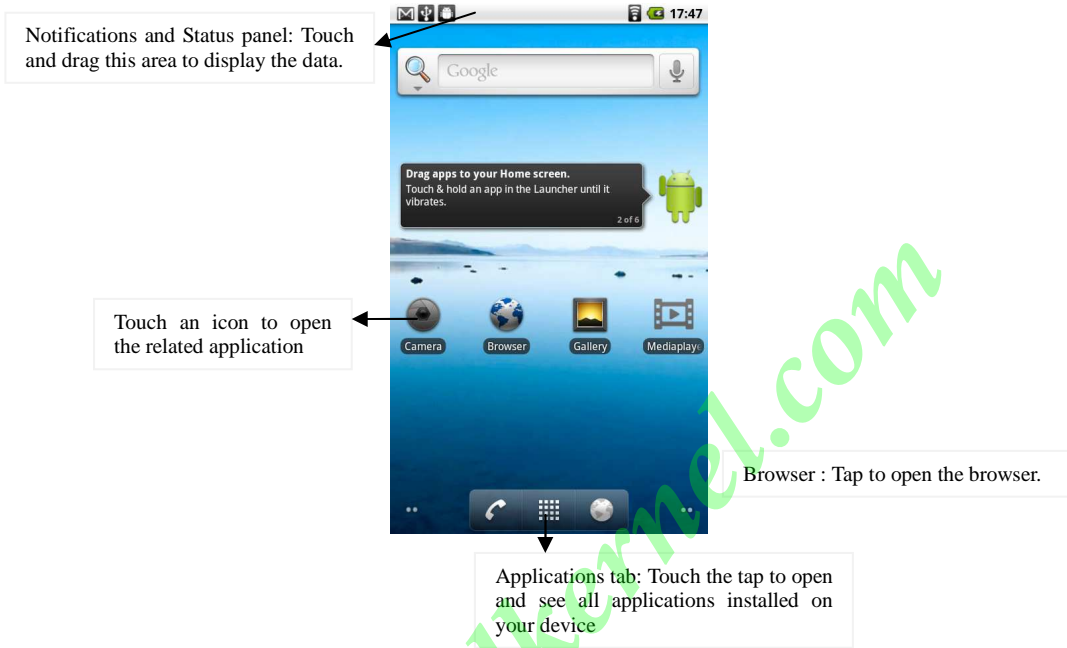 17:47
Notifications and Status panel: Touch
and drag this area to display the data.
Google
Drag apps to your Home screen.
Touch & hold an app in the Launcher until it
vibrates.
2 of 6
Touch an icon to open
the related application
Camera
Browser
Gallery
Mediaplaye
Browser : Tap to open the browser.
Applications tab: Touch the tap to open
and see all applications installed on
your device
kernel.com